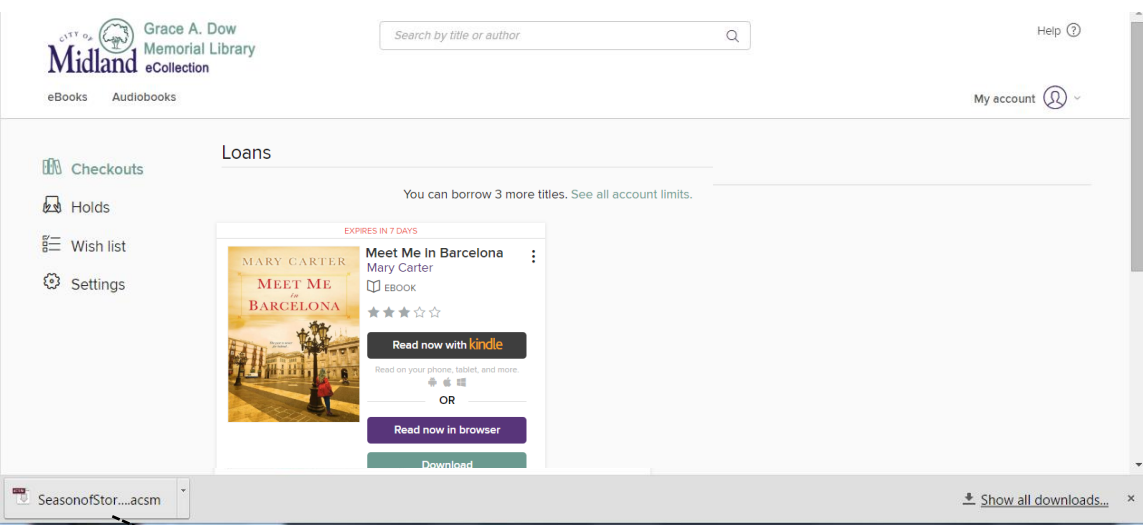 CITY OF
Midland
Grace A. Dow
Memorial Library
eCollection
Search by title or author
Help
eBooks Audiobooks
My account
Checkouts
Holds
Wish list
Settings
Loans
You can borrow 3 more titles. See all account limits.
EXPIRES IN 7 DAYS
MARY CARTER
MEET ME
in
BARCELONA
Meet Me In Barcelona
Mary Carter
EBOOK
Read now with kindle
Read on your phone, tablet, and more.
OR
Read now in browser
Download
SeasonofStor....acsm
Show all downloads...